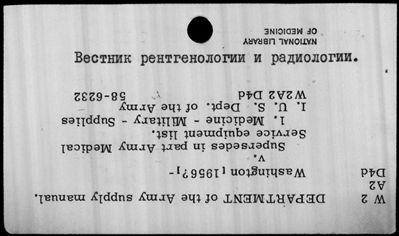 Вестник рентгенологии и радиологии.
W 2 DEPARTMENT of the Army supply manual.
A2
D4d Washington [1956?]-
v.
Supersedes in part Army Medical
Service equipment list.
1. Medicine - Military - Supplies
I. U. S. Dept. of the Army
W2A2 D4d 58-6232
NATIONAL LIBRARY
OF MEDICINE